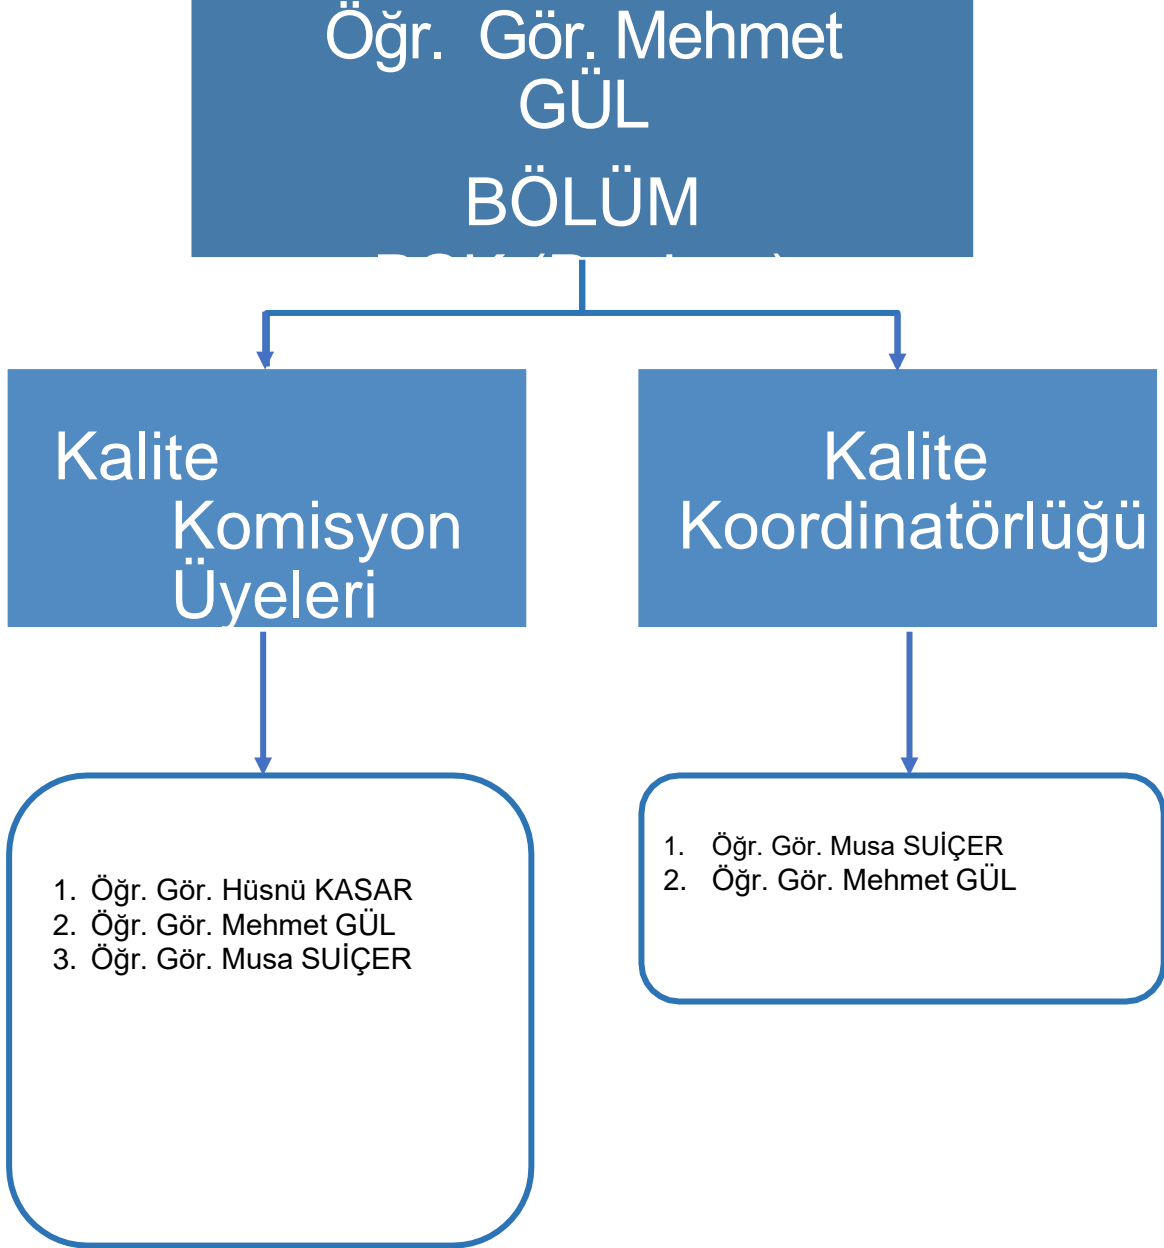 Öğr. Gör. Mehmet
GÜL
BÖLÜM
Kalite
Komisyon
Üyeleri
Kalite
Koordinatörlüğü
1. Öğr. Gör. Hüsnü KASAR
2. Öğr. Gör. Mehmet GÜL
3. Öğr. Gör. Musa SUİÇER
1. Öğr. Gör. Musa SUİÇER
2. Öğr. Gör. Mehmet GÜL